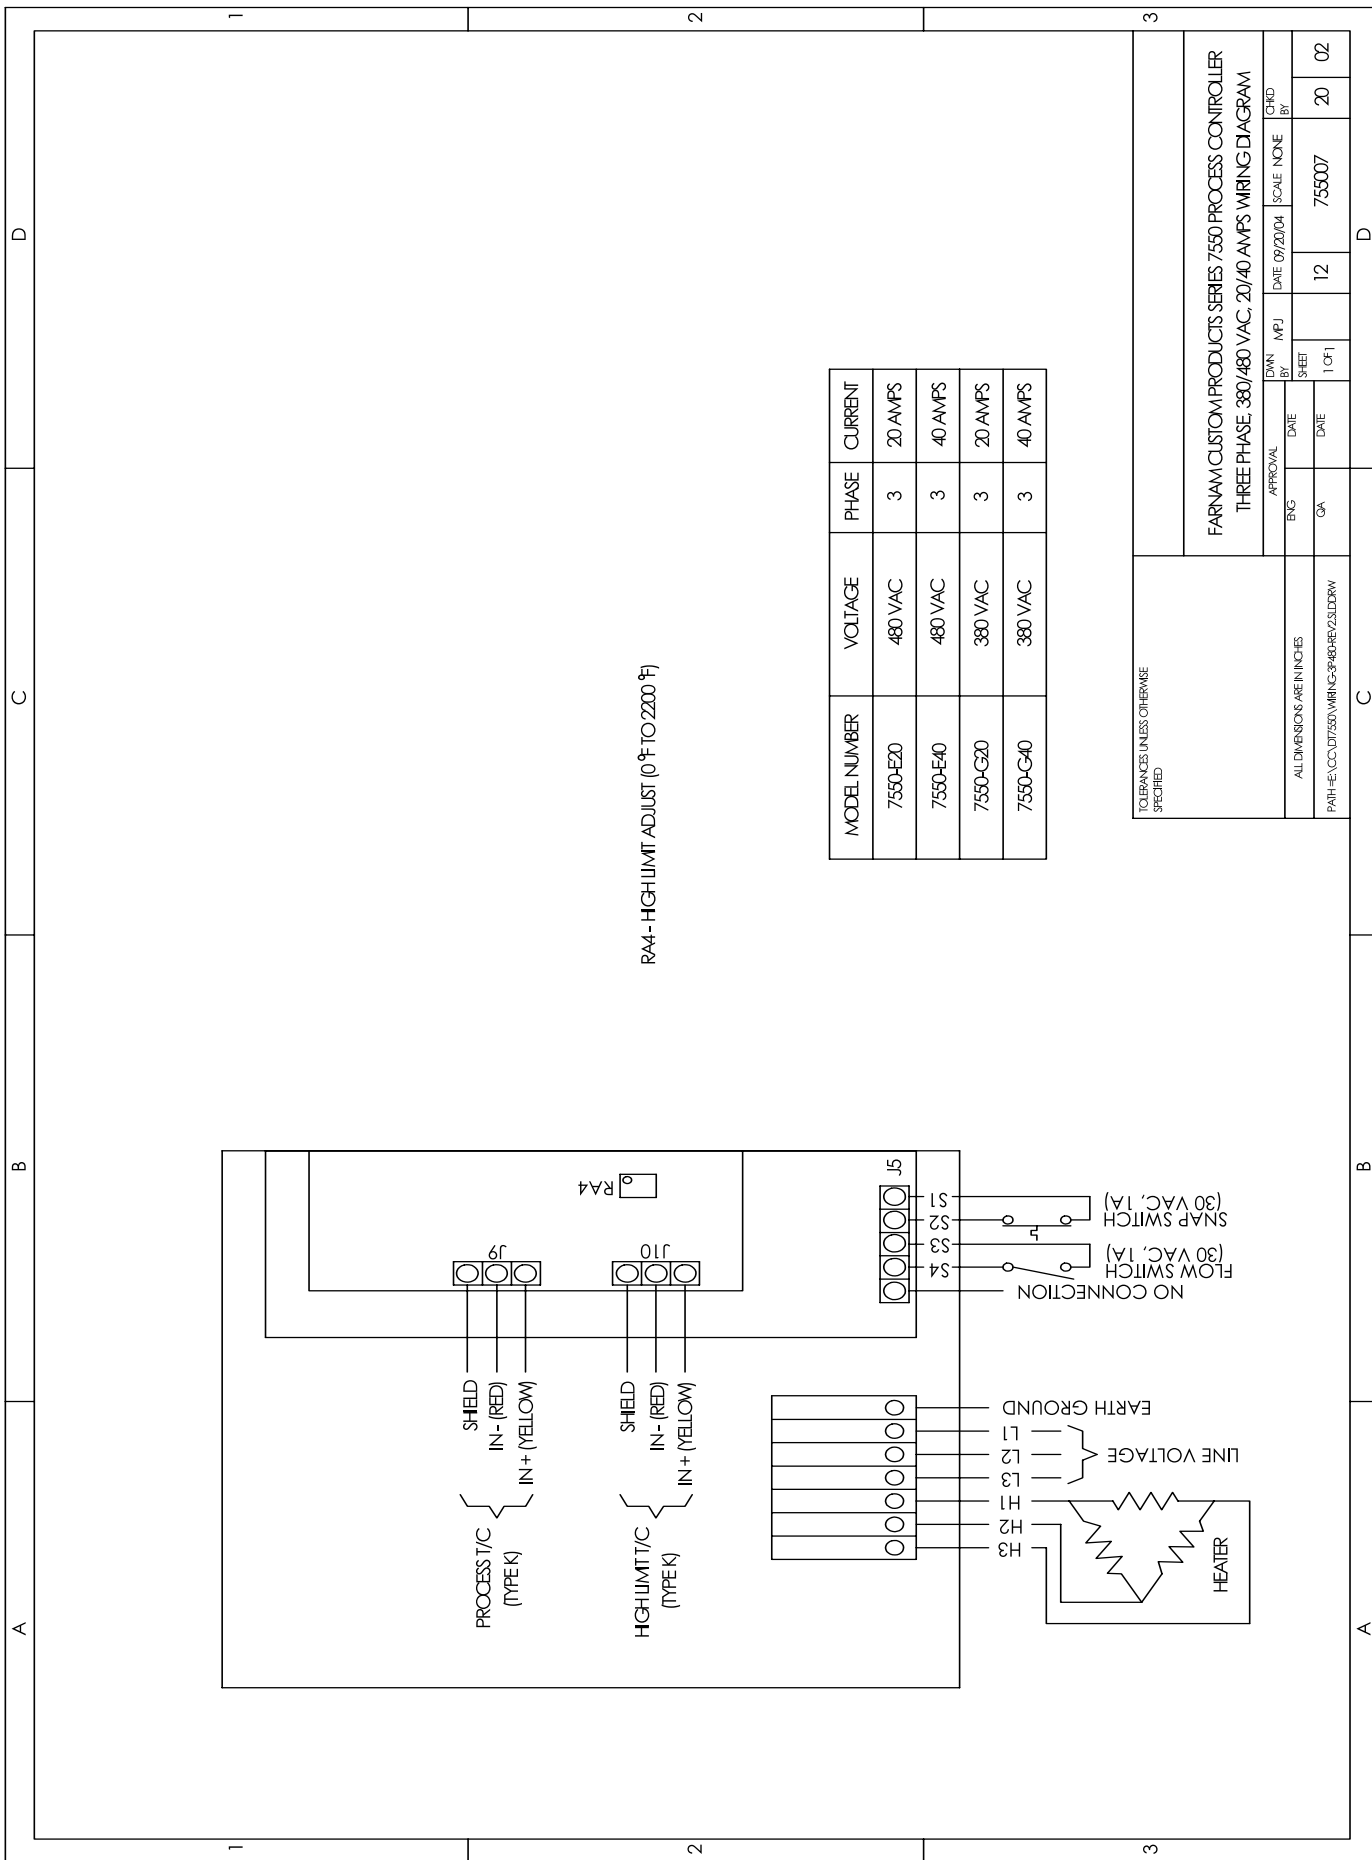 A
B
C
D
1
2
3
1
2
3
A
B
C
D
PROCESS T/C
(TYPE K)
SHIELD
IN - (RED)
IN + (YELLOW)
J9
HIGH LIMIT T/C
(TYPE K)
SHIELD
IN - (RED)
IN + (YELLOW)
J10
RA4
J5
S1
S2
S3
S4
SNAP SWITCH
(30 VAC, 1A)
FLOW SWITCH
(30 VAC, 1A)
NO CONNECTION
EARTH GROUND
L1
L2
L3
LINE VOLTAGE
H1
H2
H3
HEATER
RA4 - HIGH LIMIT ADJUST (0 °F TO 2200 °F)
MODEL NUMBER VOLTAGE PHASE CURRENT
7550-E20 480 VAC 3 20 AMPS
7550-E40 480 VAC 3 40 AMPS
7550-G20 380 VAC 3 20 AMPS
7550-G40 380 VAC 3 40 AMPS
TOLERANCES UNLESS OTHERWISE
SPECIFIED
ALL DIMENSIONS ARE IN INCHES
PATH =E:\CC\DT7550\WIRING-3P480-REV2.SLDDRW
FARNAM CUSTOM PRODUCTS SERIES 7550 PROCESS CONTROLLER
THREE PHASE, 380/480 VAC, 20/40 AMPS WIRING DIAGRAM
APPROVAL
ENG DATE
QA DATE
DWN BY MPJ
DATE 09/20/04
SCALE NONE
CHKD BY
SHEET
1 OF 1
12
755007
20
02